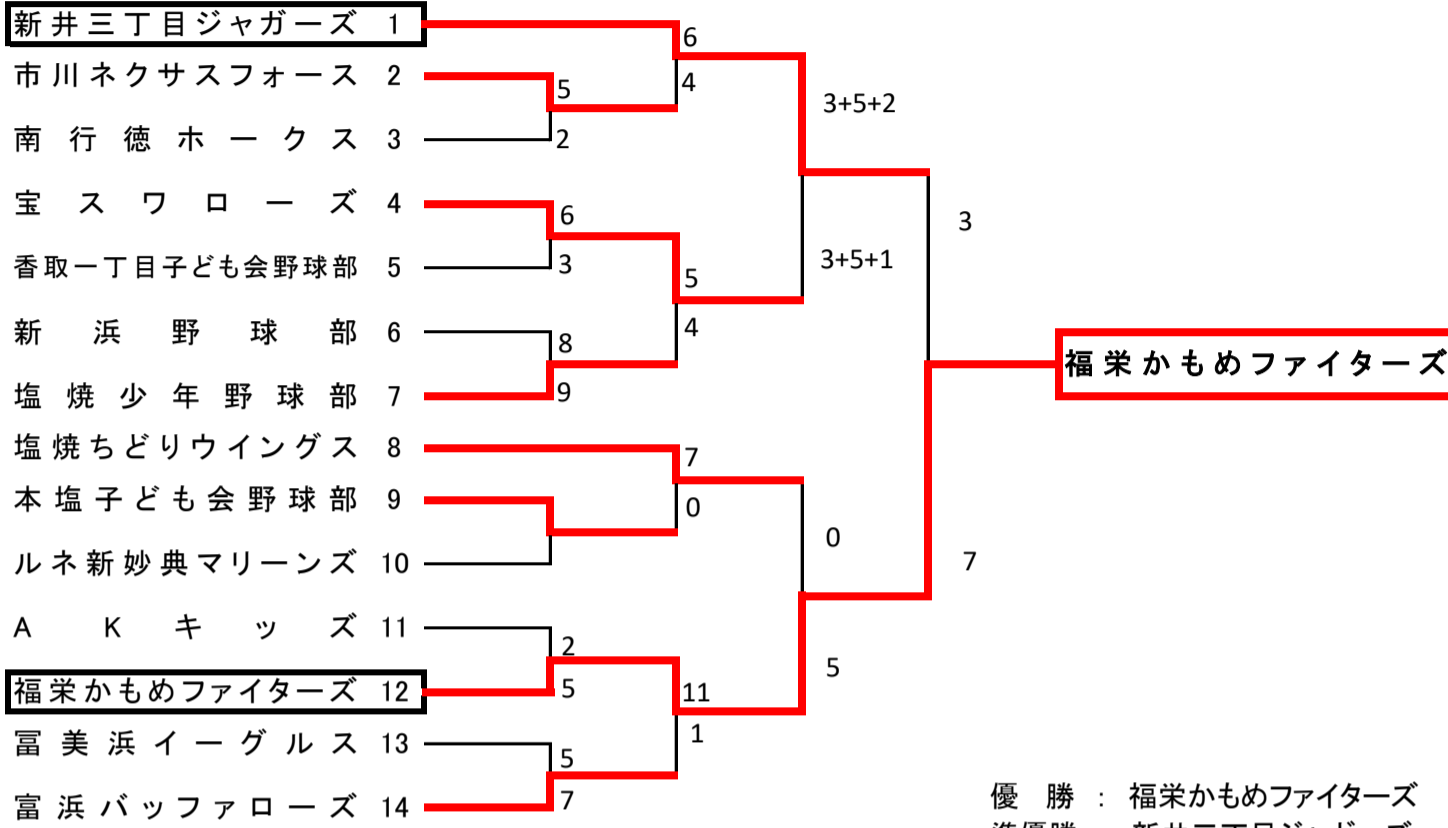 新井三丁目ジャガーズ 1
6
市川ネクサスフォース 2
5
4
3+5+2
南行徳ホークス 3
2
宝スワローズ 4
6
3
香取一丁目子ども会野球部 5
3
3+5+1
5
新浜野球部 6
8
4
福栄かもめファイターズ
塩焼少年野球部 7
9
塩焼ちどりウイングス 8
7
本塩子ども会野球部 9
0
0
7
ルネ新妙典マリーンズ 10
AKキッズ 11
2
5
福栄かもめファイターズ 12
5
11
1
冨美浜イーグルス 13
5
富浜バッファローズ 14
7
優勝 : 福栄かもめファイターズ